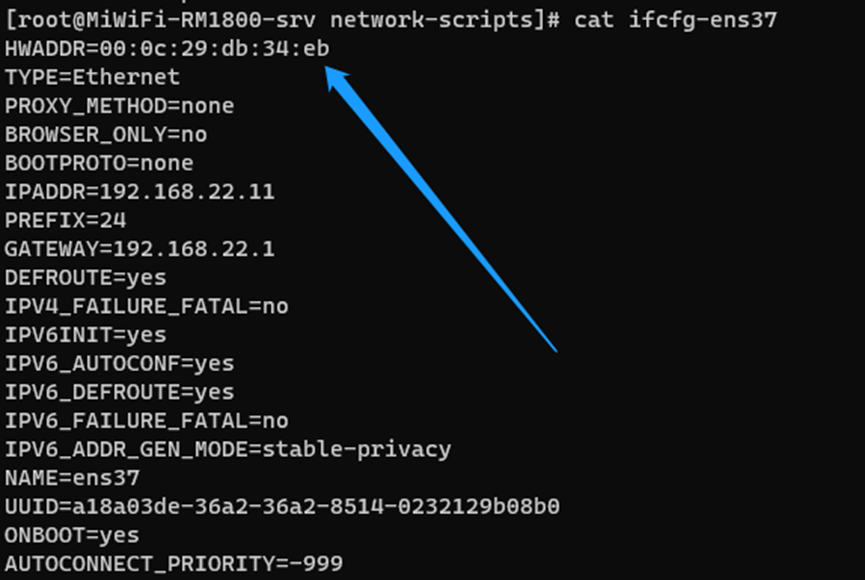 [root@MiWiFi-RM1800-srv network-scripts]# cat ifcfg-ens37
HWADDR=00:0c:29:db:34:eb
TYPE=Ethernet
PROXY_METHOD=none
BROWSER_ONLY=no
BOOTPROTO=none
IPADDR=192.168.22.11
PREFIX=24
GATEWAY=192.168.22.1
DEFROUTE=yes
IPV4_FAILURE_FATAL=no
IPV6INIT=yes
IPV6_AUTOCONF=yes
IPV6_DEFROUTE=yes
IPV6_FAILURE_FATAL=no
IPV6_ADDR_GEN_MODE=stable-privacy
NAME=ens37
UUID=a18a03de-36a2-36a2-8514-0232129b08b0
ONBOOT=yes
AUTOCONNECT_PRIORITY=-999